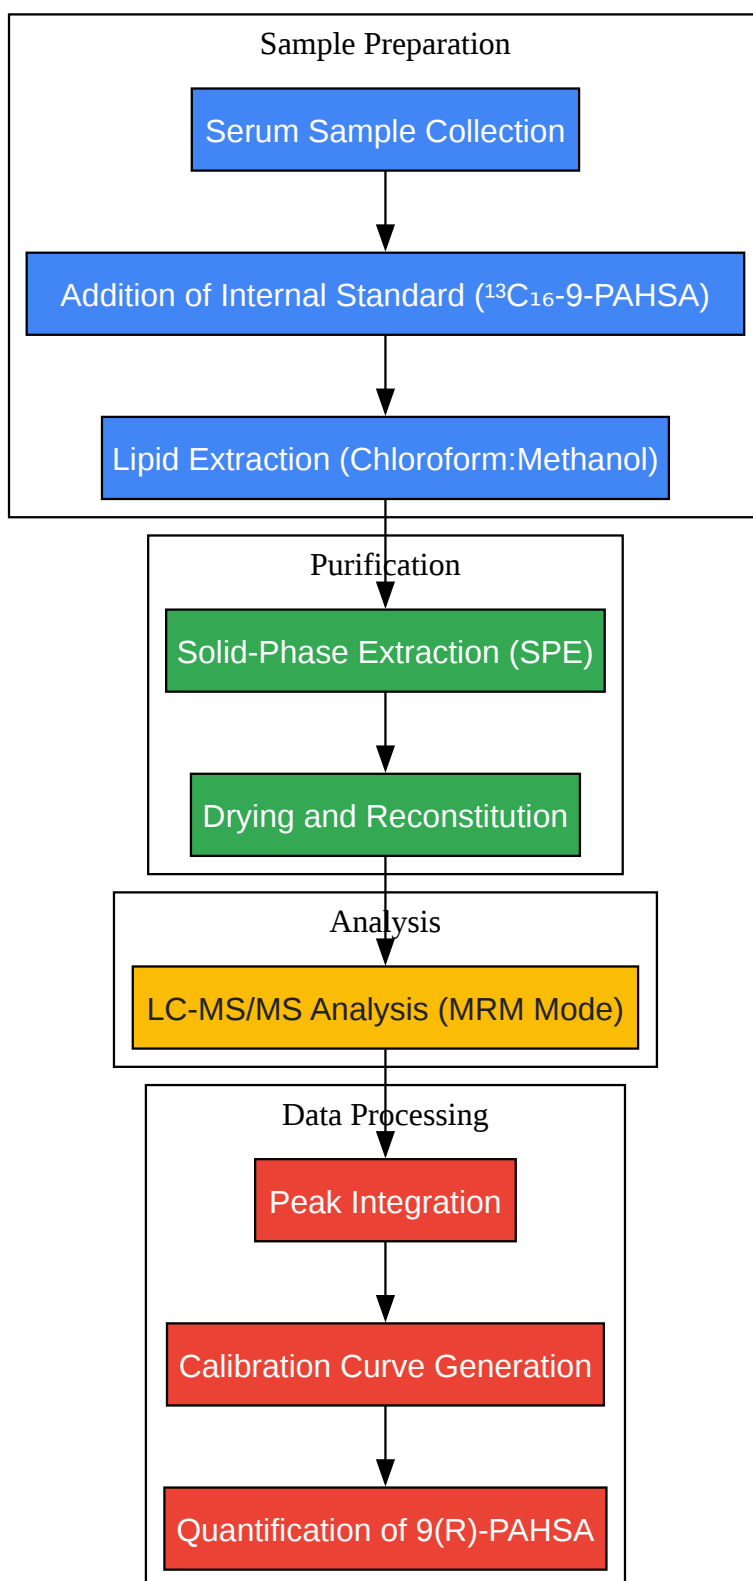 Sample Preparation
Serum Sample Collection
Addition of Internal Standard (¹³C₁₆-9-PAHSA)
Lipid Extraction (Chloroform:Methanol)
Purification
Solid-Phase Extraction (SPE)
Drying and Reconstitution
Analysis
LC-MS/MS Analysis (MRM Mode)
Data Processing
Peak Integration
Calibration Curve Generation
Quantification of 9(R)-PAHSA